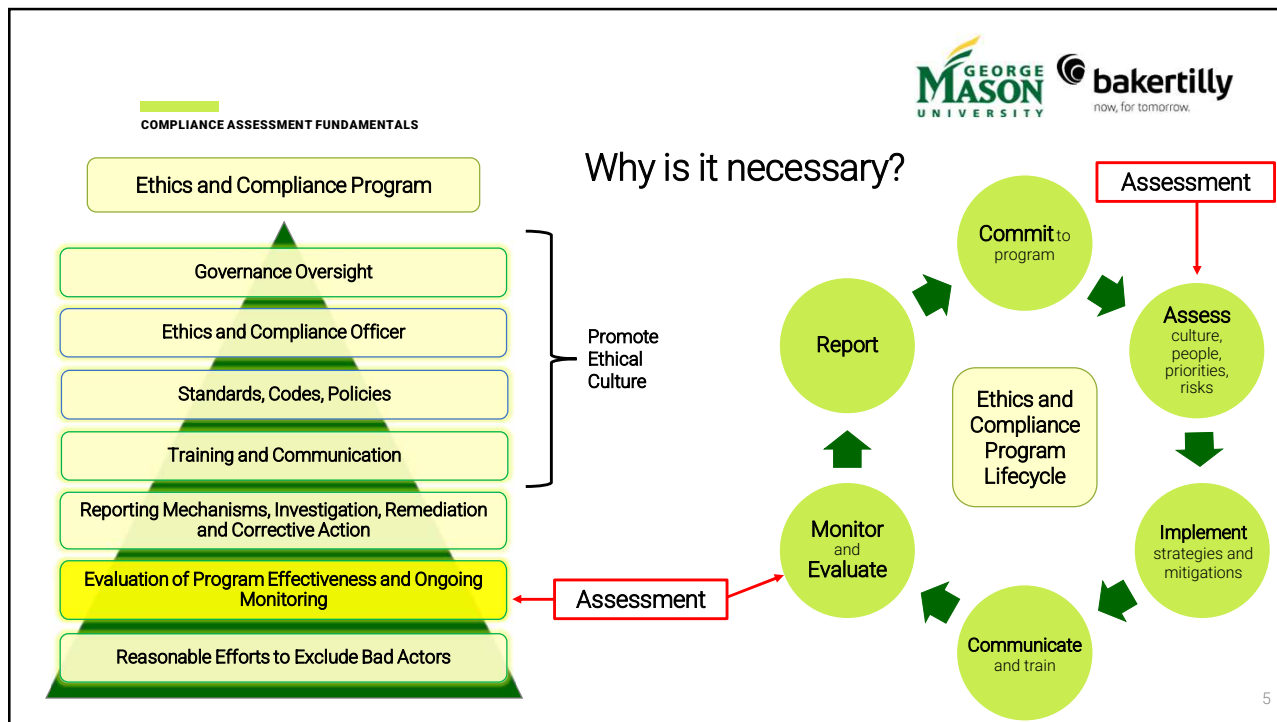 GEORGE
MASON
UNIVERSITY
bakertilly
now, for tomorrow.
COMPLIANCE ASSESSMENT FUNDAMENTALS
Why is it necessary?
Ethics and Compliance Program
Governance Oversight
Ethics and Compliance Officer
Standards, Codes, Policies
Training and Communication
Reporting Mechanisms, Investigation, Remediation
and Corrective Action
Evaluation of Program Effectiveness and Ongoing
Monitoring
Reasonable Efforts to Exclude Bad Actors
Promote
Ethical
Culture
Assessment
Assessment
Commit to
program
Assess
culture,
people,
priorities,
risks
Implement
strategies and
mitigations
Communicate
and train
Monitor
and
Evaluate
Report
Ethics and
Compliance
Program
Lifecycle
5